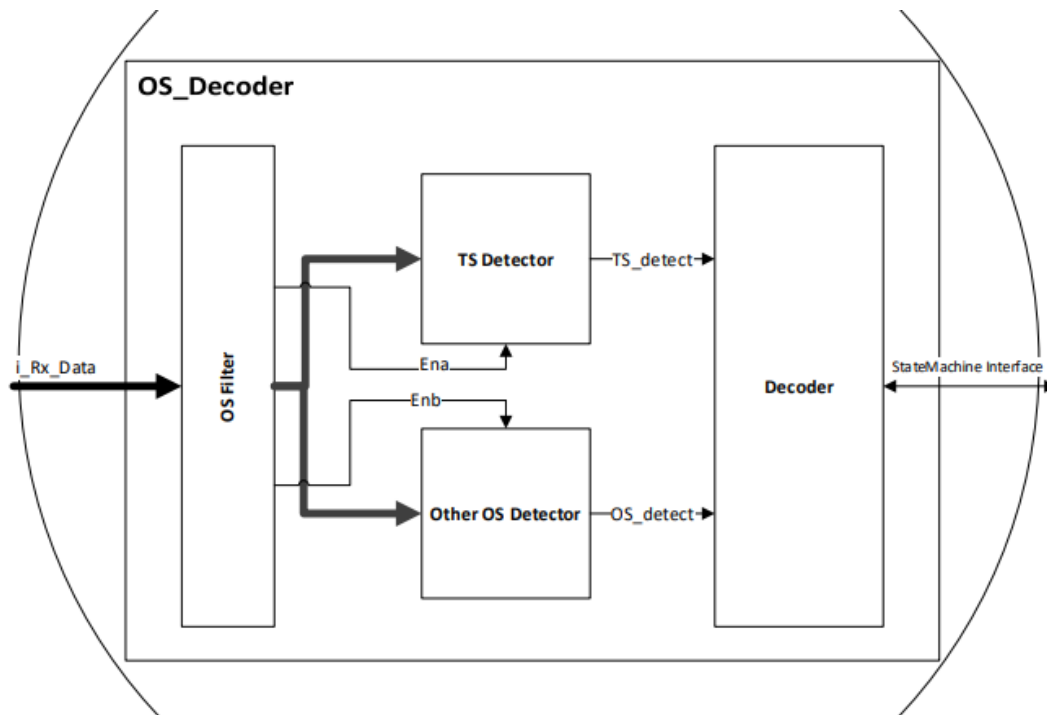 OS_Decoder
i_Rx_Data
OS Filter
TS Detector
TS_detect
Ena
Enb
Other OS Detector
OS_detect
Decoder
StateMachine Interface